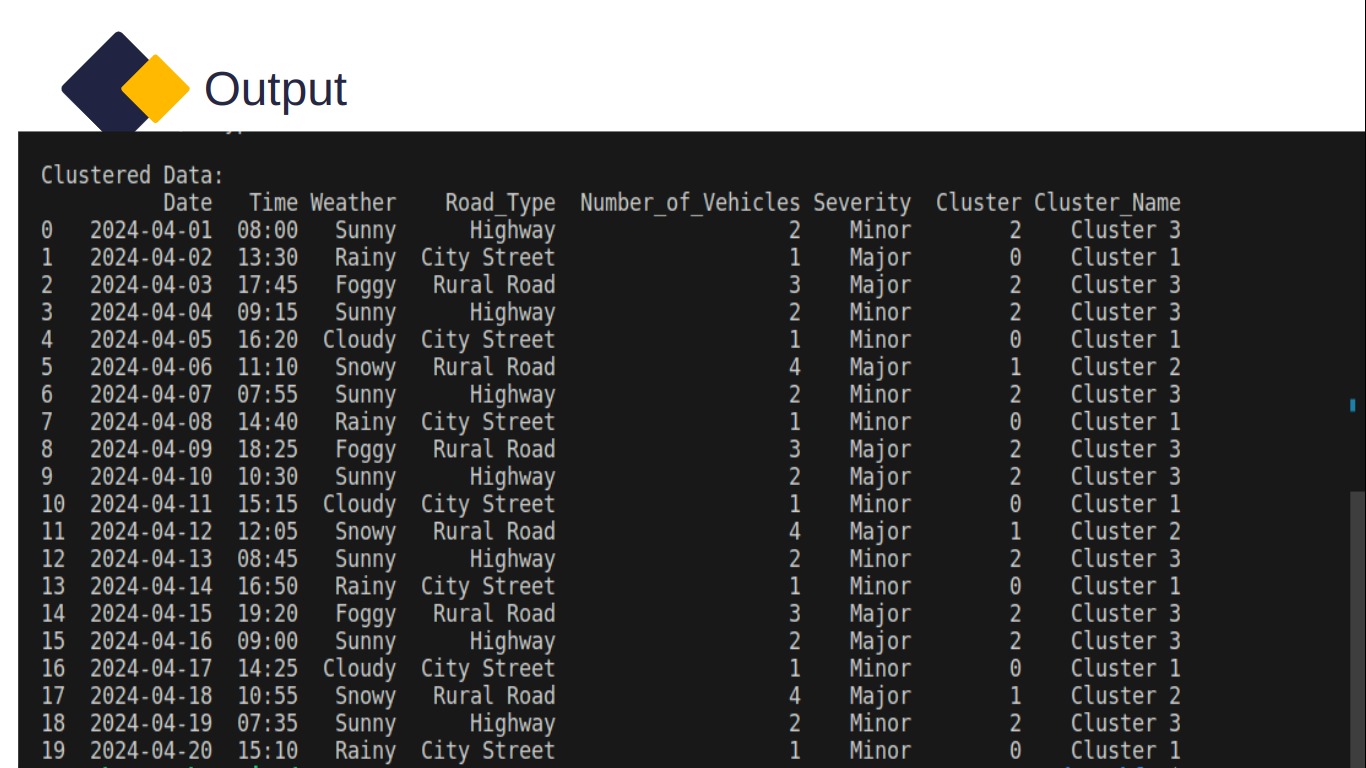 Output
Clustered Data:
Date Time Weather Road_Type Number_of_Vehicles Severity Cluster Cluster_Name
0 2024-04-01 08:00 Sunny Highway 2 Minor 2 Cluster 3
1 2024-04-02 13:30 Rainy City Street 1 Major 0 Cluster 1
2 2024-04-03 17:45 Foggy Rural Road 3 Major 2 Cluster 3
3 2024-04-04 09:15 Sunny Highway 2 Minor 2 Cluster 3
4 2024-04-05 16:20 Cloudy City Street 1 Minor 0 Cluster 1
5 2024-04-06 11:10 Snowy Rural Road 4 Major 1 Cluster 2
6 2024-04-07 07:55 Sunny Highway 2 Minor 2 Cluster 3
7 2024-04-08 14:40 Rainy City Street 1 Minor 0 Cluster 1
8 2024-04-09 18:25 Foggy Rural Road 3 Major 2 Cluster 3
9 2024-04-10 10:30 Sunny Highway 2 Major 2 Cluster 3
10 2024-04-11 15:15 Cloudy City Street 1 Minor 0 Cluster 1
11 2024-04-12 12:05 Snowy Rural Road 4 Major 1 Cluster 2
12 2024-04-13 08:45 Sunny Highway 2 Minor 2 Cluster 3
13 2024-04-14 16:50 Rainy City Street 1 Minor 0 Cluster 1
14 2024-04-15 19:20 Foggy Rural Road 3 Major 2 Cluster 3
15 2024-04-16 09:00 Sunny Highway 2 Major 2 Cluster 3
16 2024-04-17 14:25 Cloudy City Street 1 Minor 0 Cluster 1
17 2024-04-18 10:55 Snowy Rural Road 4 Major 1 Cluster 2
18 2024-04-19 07:35 Sunny Highway 2 Minor 2 Cluster 3
19 2024-04-20 15:10 Rainy City Street 1 Minor 0 Cluster 1